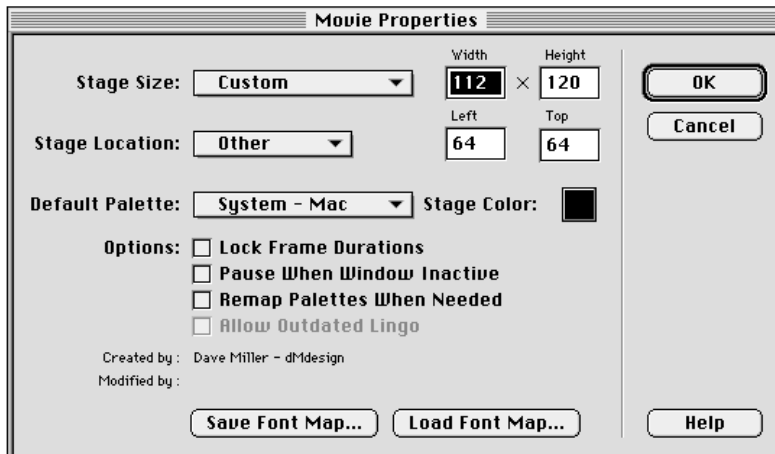 Movie Properties
Width Height
Stage Size: Custom 112 × 120 OK
Left Top
Stage Location: Other 64 64 Cancel
Default Palette: System - Mac Stage Color:
Options: Lock Frame Durations
Pause When Window Inactive
Remap Palettes When Needed
Allow Outdated Lingo
Created by : Dave Miller - dMdesign
Modified by :
Save Font Map... Load Font Map... Help